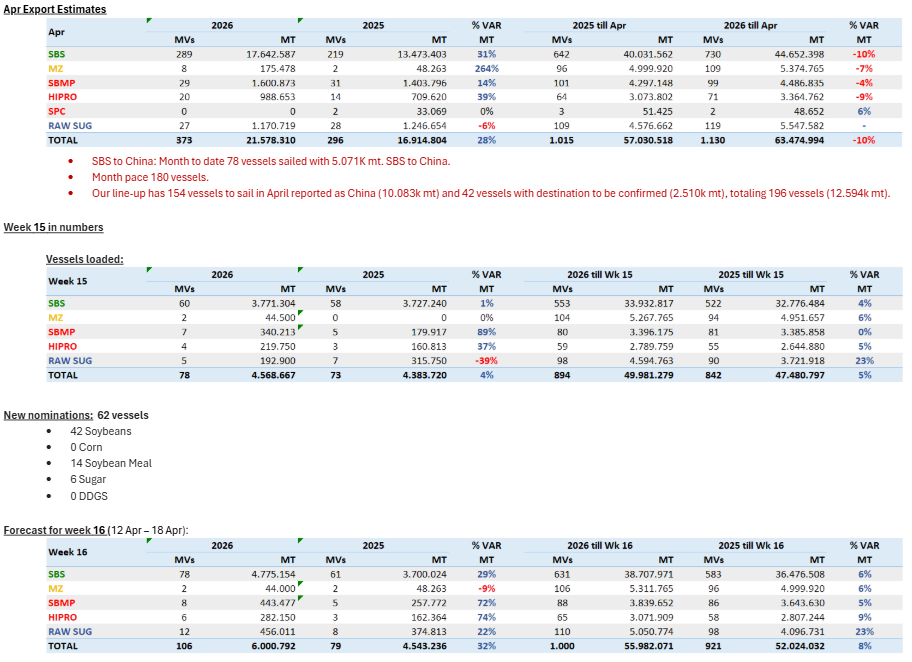 Apr Export Estimates
Apr 2026 2025 % VAR 2025 till Apr 2026 till Apr % VAR
MVs MT MVs MT MT MVs MT MVs MT MT
SBS 289 17.642.587 219 13.473.403 31% 642 40.031.562 730 44.652.398 -10%
MZ 8 175.478 2 48.263 264% 96 4.999.920 109 5.374.765 -7%
SBMP 29 1.600.873 31 1.403.796 14% 101 4.297.148 99 4.486.835 -4%
HIPRO 20 988.653 14 709.620 39% 64 3.073.802 71 3.364.762 -9%
SPC 0 0 2 33.069 0% 3 51.425 2 48.652 6%
RAW SUG 27 1.170.719 28 1.246.654 -6% 109 4.576.662 119 5.547.582 -
TOTAL 373 21.578.310 296 16.914.804 28% 1.015 57.030.518 1.130 63.474.994 -10%
• SBS to China: Month to date 78 vessels sailed with 5.071K mt. SBS to China.
• Month pace 180 vessels.
• Our line-up has 154 vessels to sail in April reported as China (10.083k mt) and 42 vessels with destination to be confirmed (2.510k mt), totaling 196 vessels (12.594k mt).
Week 15 in numbers
Vessels loaded:
Week 15 2026 2025 % VAR 2026 till Wk 15 2025 till Wk 15 % VAR
MVs MT MVs MT MT MVs MT MVs MT MT
SBS 60 3.771.304 58 3.727.240 1% 553 33.932.817 522 32.776.484 4%
MZ 2 44.500 0 0 0% 104 5.267.765 94 4.951.657 6%
SBMP 7 340.213 5 179.917 89% 80 3.396.175 81 3.385.858 0%
HIPRO 4 219.750 3 160.813 37% 59 2.789.759 55 2.644.880 5%
RAW SUG 5 192.900 7 315.750 -39% 98 4.594.763 90 3.721.918 23%
TOTAL 78 4.568.667 73 4.383.720 4% 894 49.981.279 842 47.480.797 5%
New nominations: 62 vessels
• 42 Soybeans
• 0 Corn
• 14 Soybean Meal
• 6 Sugar
• 0 DDGS
Forecast for week 16 (12 Apr – 18 Apr):
Week 16 2026 2025 % VAR 2026 till Wk 16 2025 till Wk 16 % VAR
MVs MT MVs MT MT MVs MT MVs MT MT
SBS 78 4.775.154 61 3.700.024 29% 631 38.707.971 583 36.476.508 6%
MZ 2 44.000 2 48.263 -9% 106 5.311.765 96 4.999.920 6%
SBMP 8 443.477 5 257.772 72% 88 3.839.652 86 3.643.630 5%
HIPRO 6 282.150 3 162.364 74% 65 3.071.909 58 2.807.244 9%
RAW SUG 12 456.011 8 374.813 22% 110 5.050.774 98 4.096.731 23%
TOTAL 106 6.000.792 79 4.543.236 32% 1.000 55.982.071 921 52.024.032 8%